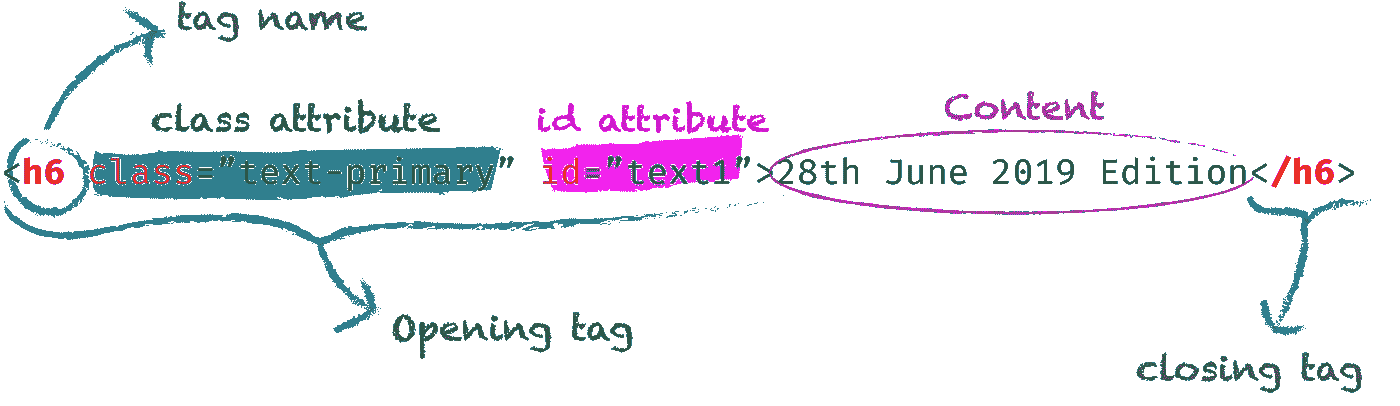 tag name
class attribute id attribute Content
<h6 class="text-primary" id="text1">28th June 2019 Edition</h6>
Opening tag
closing tag